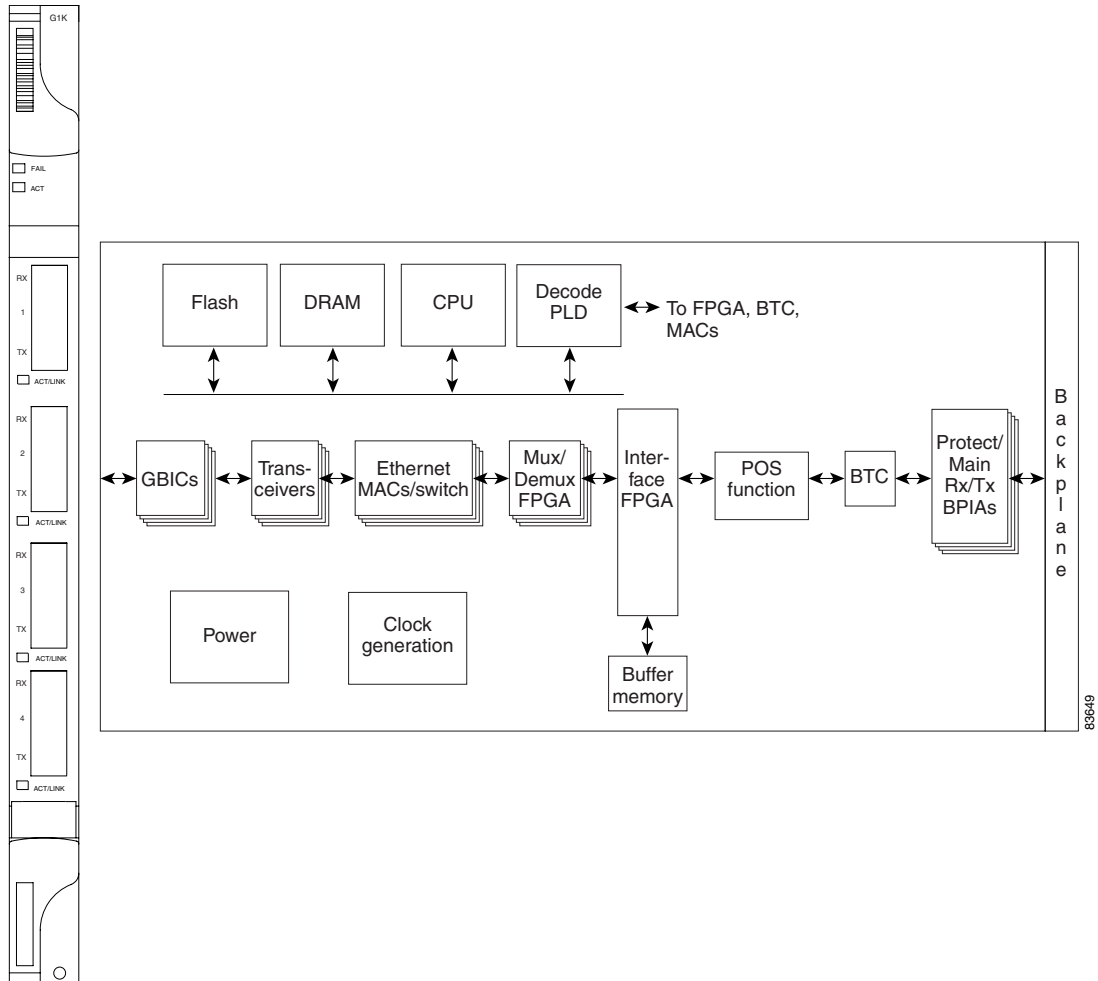 G1K
FAIL
ACT
RX
1
TX
ACT/LINK
RX
2
TX
ACT/LINK
RX
3
TX
ACT/LINK
RX
4
TX
ACT/LINK
Flash
DRAM
CPU
Decode
PLD
To FPGA, BTC,
MACs
GBICs
Trans-
ceivers
Ethernet
MACs/switch
Mux/
Demux
FPGA
Inter-
face
FPGA
POS
function
BTC
Protect/
Main
Rx/Tx
BPIAs
Backplane
Power
Clock
generation
Buffer
memory
83649